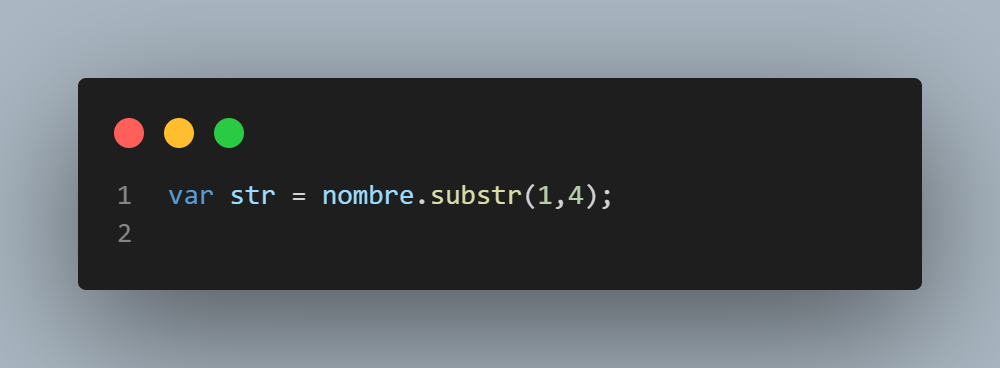 1 var str = nombre.substr(1,4);
2